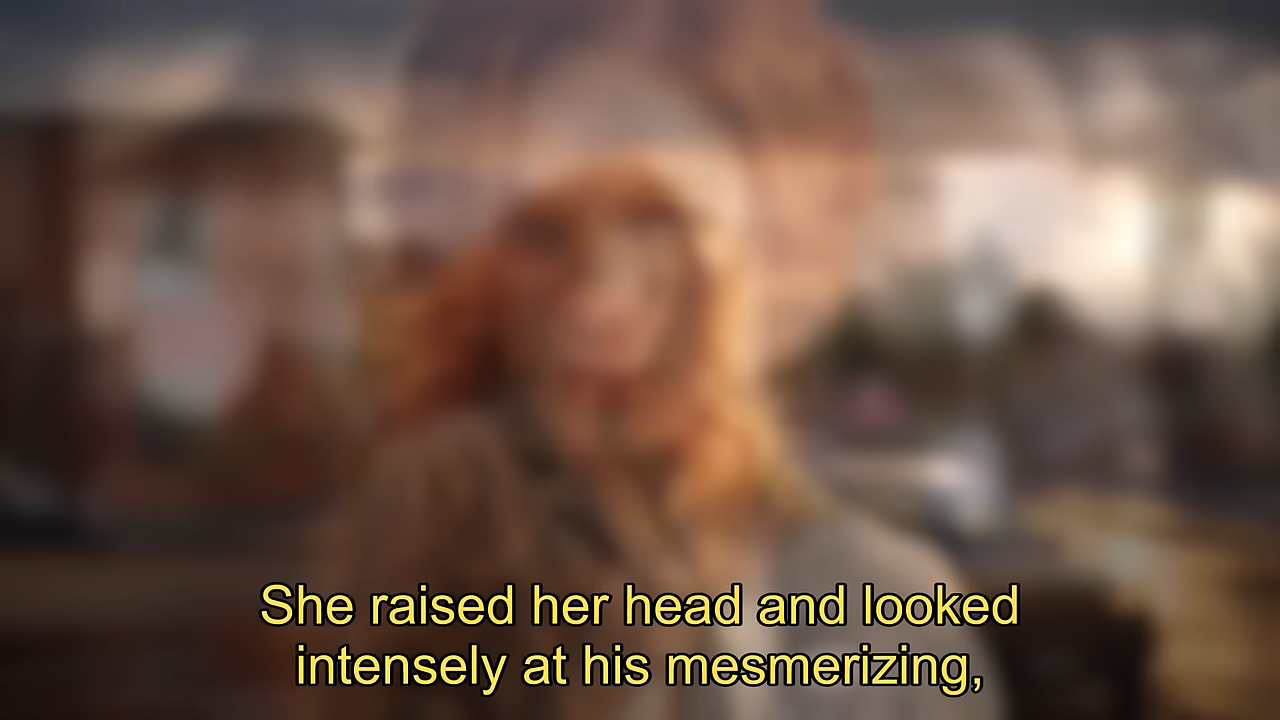 She raised her head and looked
intensely at his mesmerizing,